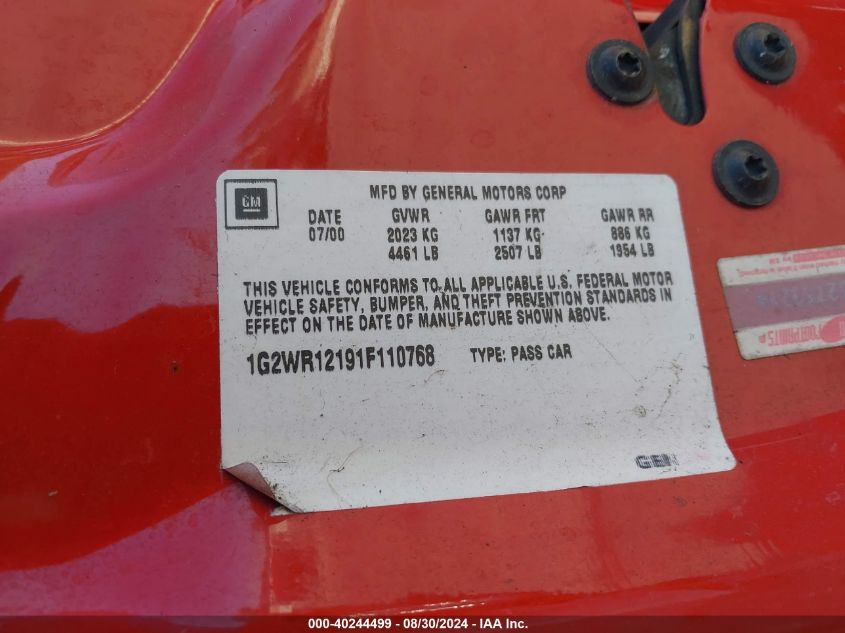 GM
MFD BY GENERAL MOTORS CORP
DATE GVWR GAWR FRT GAWR RR
07/00 2023 KG 1137 KG 886 KG
4461 LB 2507 LB 1954 LB
THIS VEHICLE CONFORMS TO ALL APPLICABLE U.S. FEDERAL MOTOR
VEHICLE SAFETY, BUMPER, AND THEFT PREVENTION STANDARDS IN
EFFECT ON THE DATE OF MANUFACTURE SHOWN ABOVE.
1G2WR12191F110768 TYPE: PASS CAR
GEN
FOOTPRINTS
000-40244499 - 08/30/2024 - IAA Inc.